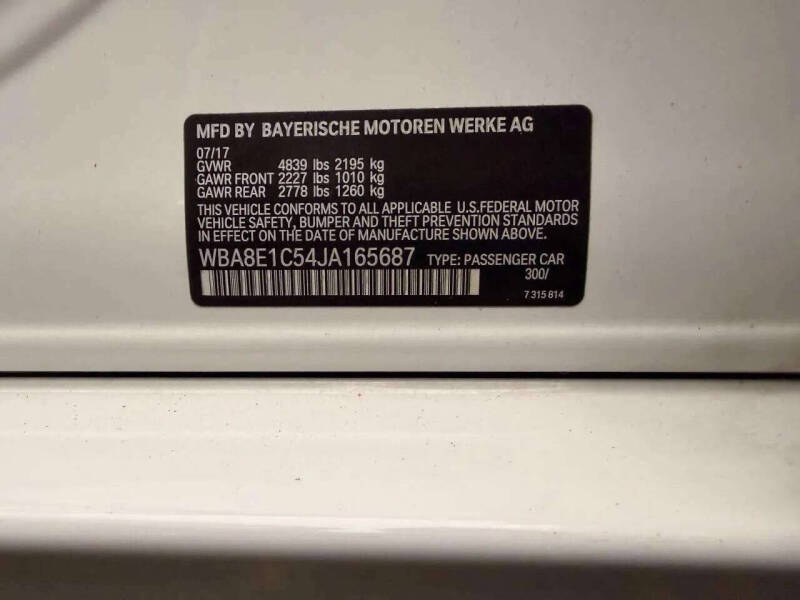 MFD BY BAYERISCHE MOTOREN WERKE AG
07/17
GVWR 4839 lbs 2195 kg
GAWR FRONT 2227 lbs 1010 kg
GAWR REAR 2778 lbs 1260 kg
THIS VEHICLE CONFORMS TO ALL APPLICABLE U.S.FEDERAL MOTOR
VEHICLE SAFETY, BUMPER AND THEFT PREVENTION STANDARDS
IN EFFECT ON THE DATE OF MANUFACTURE SHOWN ABOVE.
WBA8E1C54JA165687 TYPE: PASSENGER CAR
300/
7 315 814